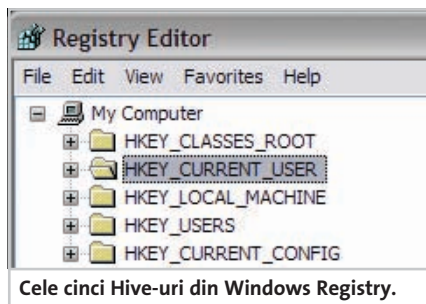 Registry Editor
File Edit View Favorites Help
My Computer
HKEY_CLASSES_ROOT
HKEY_CURRENT_USER
HKEY_LOCAL_MACHINE
HKEY_USERS
HKEY_CURRENT_CONFIG
Cele cinci Hive-uri din Windows Registry.